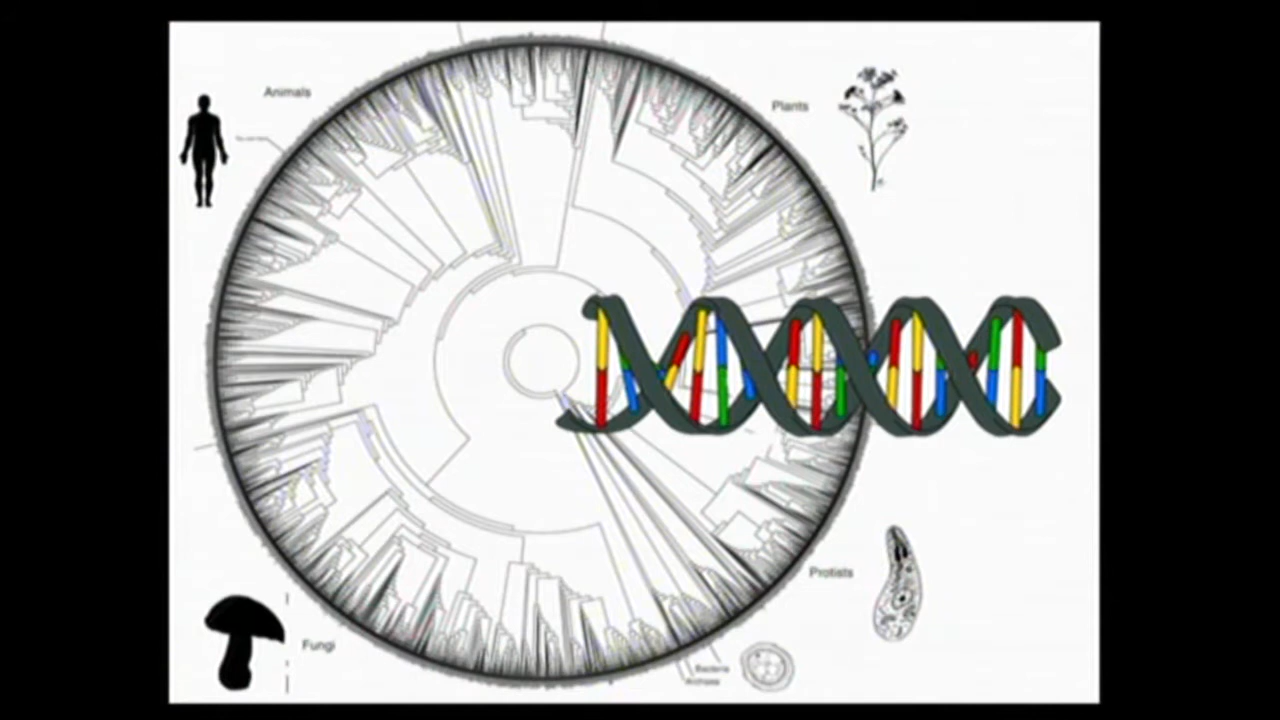 Animals
Plants
Protists
Fungi
Bacteria
Archaea